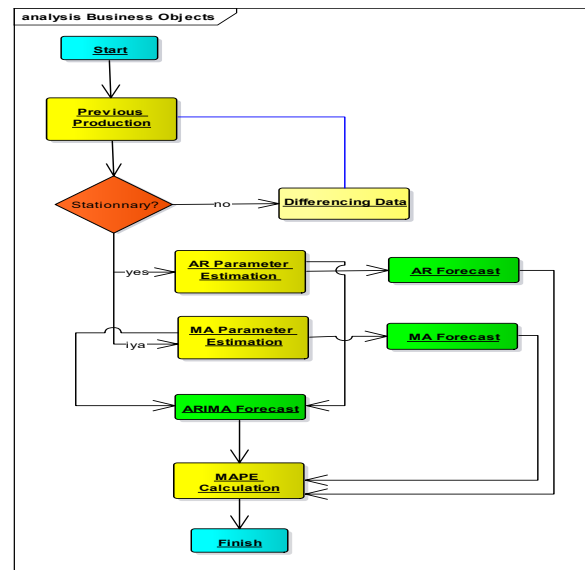 analysis Business Objects
Start
Previous
Production
Stationnary?
no
Differencing Data
yes
AR Parameter
Estimation
AR Forecast
iya
MA Parameter
Estimation
MA Forecast
ARIMA Forecast
MAPE
Calculation
Finish